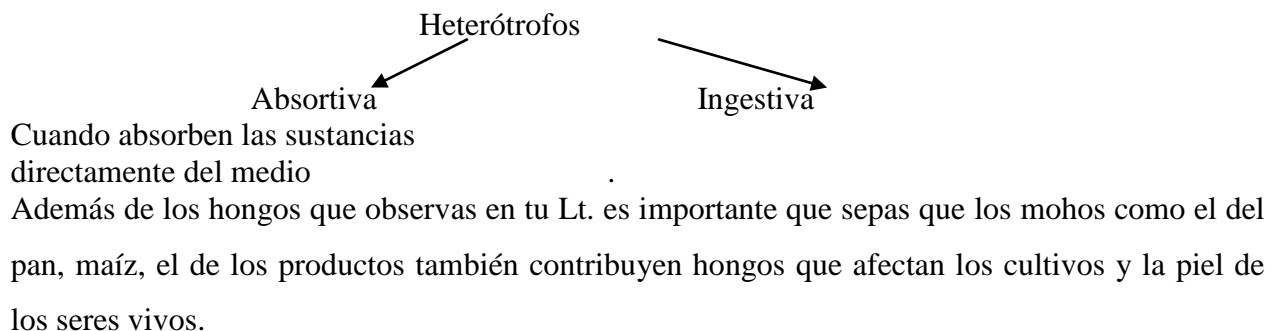 Heterótrofos
Absortiva Ingestiva
Cuando absorben las sustancias
directamente del medio .
Además de los hongos que observas en tu Lt. es importante que sepas que los mohos como el del
pan, maíz, el de los productos también contribuyen hongos que afectan los cultivos y la piel de
los seres vivos.